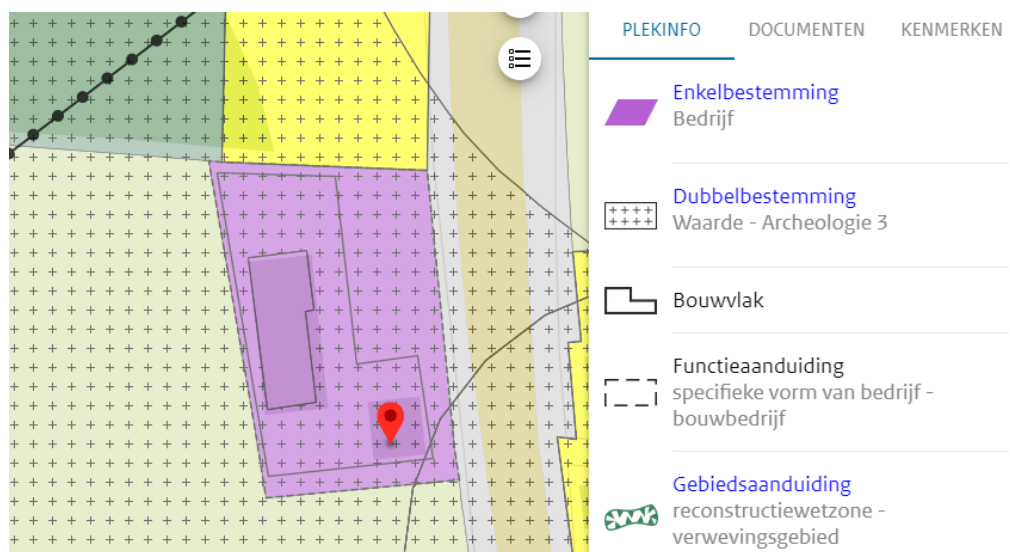 PLEKINFO DOCUMENTEN KENMERKEN
Enkelbestemming
Bedrijf
Dubbelbestemming
Waarde - Archeologie 3
Bouwvlak
Functieaanduiding
specifieke vorm van bedrijf -
bouwbedrijf
Gebiedsaanduiding
reconstructiewetzone -
verwevingsgebied